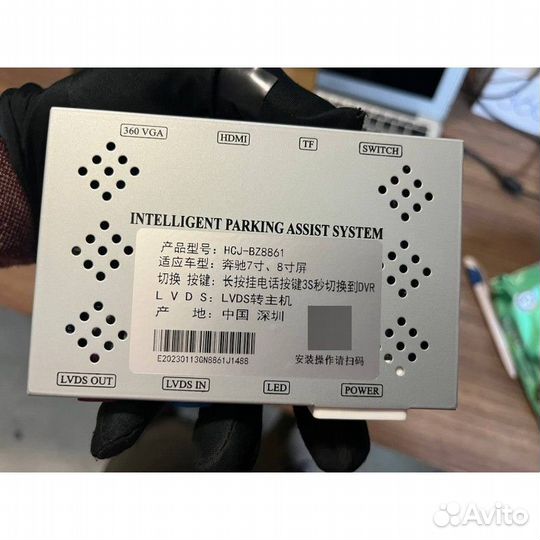 360 VGA HDMI TF SWITCH
INTELLIGENT PARKING ASSIST SYSTEM
产品型号: HCJ-BZ8861
适应车型: 奔驰7寸、8寸屏
切换 按键: 长按挂电话按键3S秒切换到DVR
L V D S: LVDS转主机
产 地: 中国 深圳
E20230113GN8861J1488
安装操作请扫码
LVDS OUT LVDS IN LED POWER
Avito